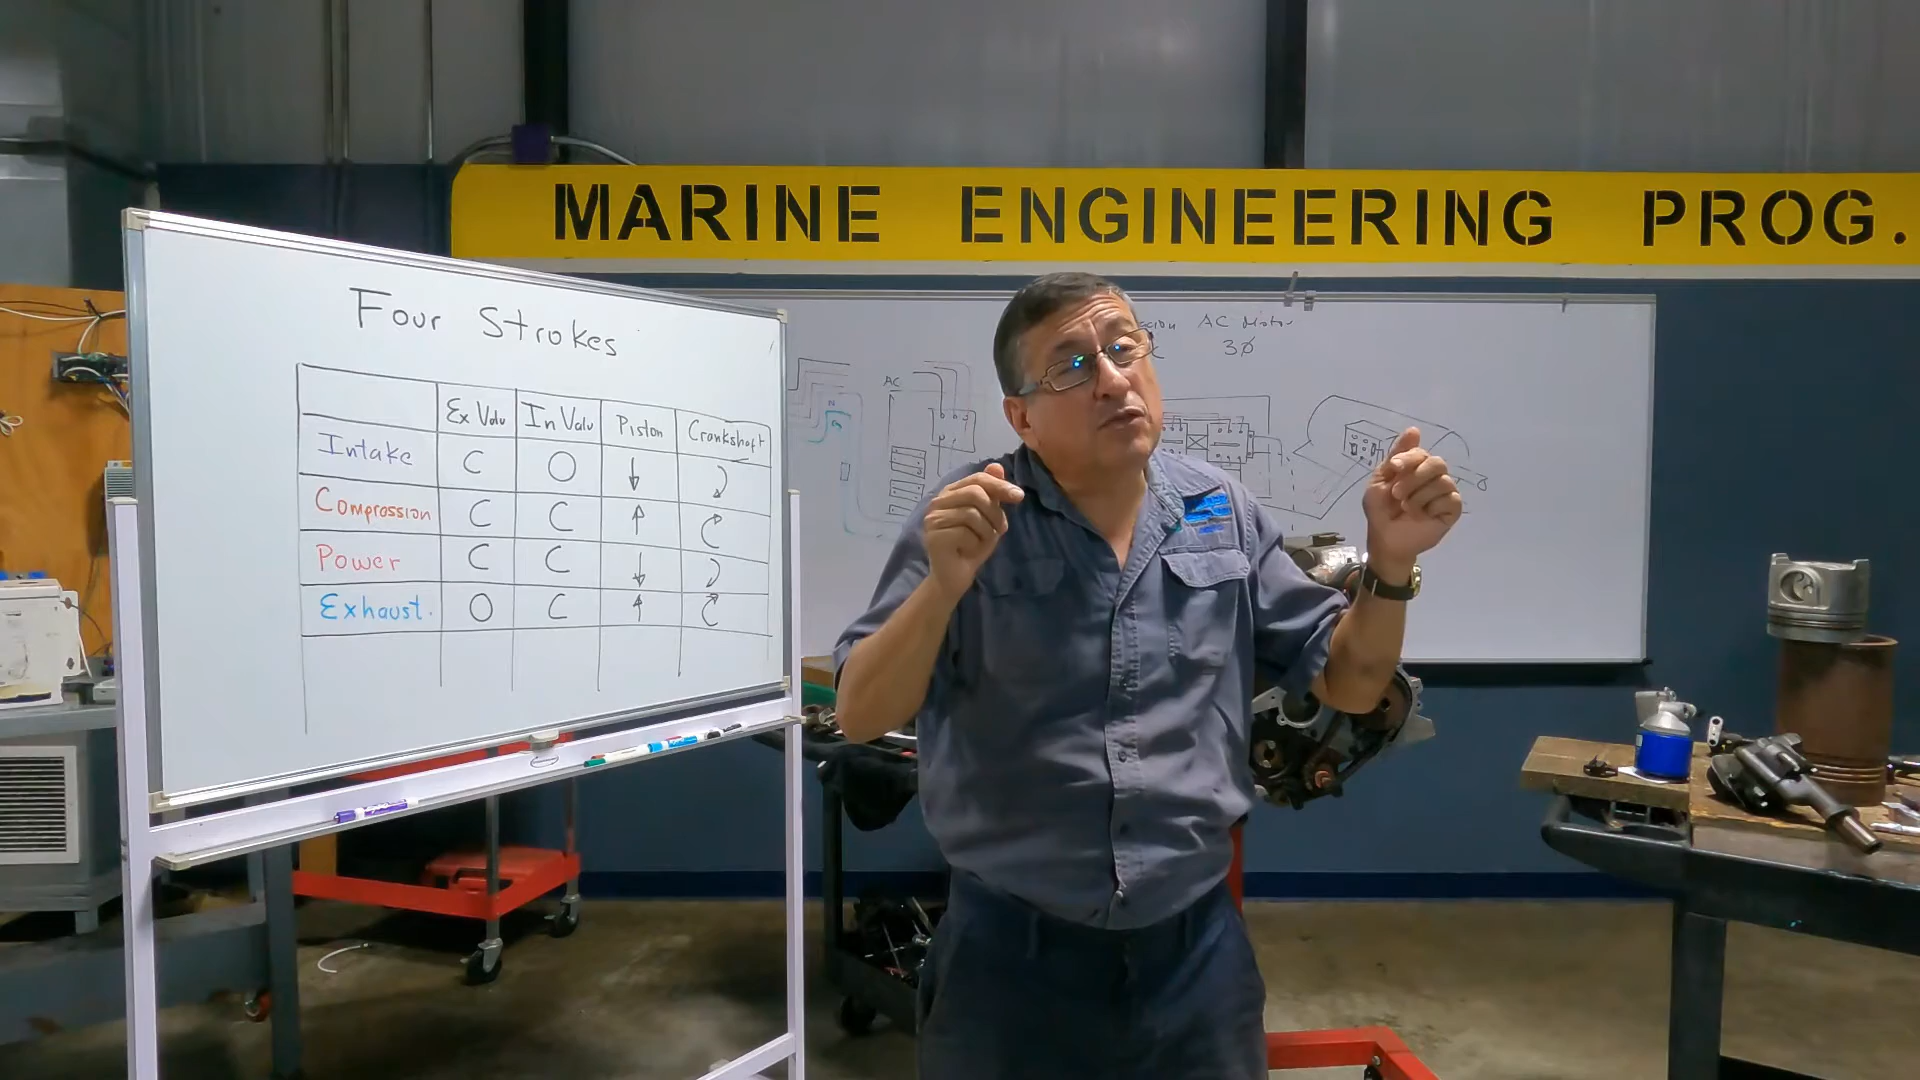 MARINE ENGINEERING PROG.
Four Strokes
Ex Valv In Valv Piston Crankshaft
Intake C O ↓
Compression C C ↑
Power C C ↓
Exhaust. O C ↑
AC Motor
3Ø
AC